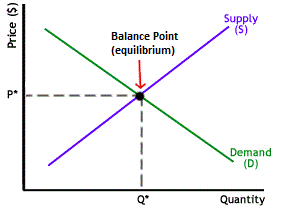 Price ($)
Supply
(S)
Balance Point
(equilibrium)
P*
Demand
(D)
Q*
Quantity